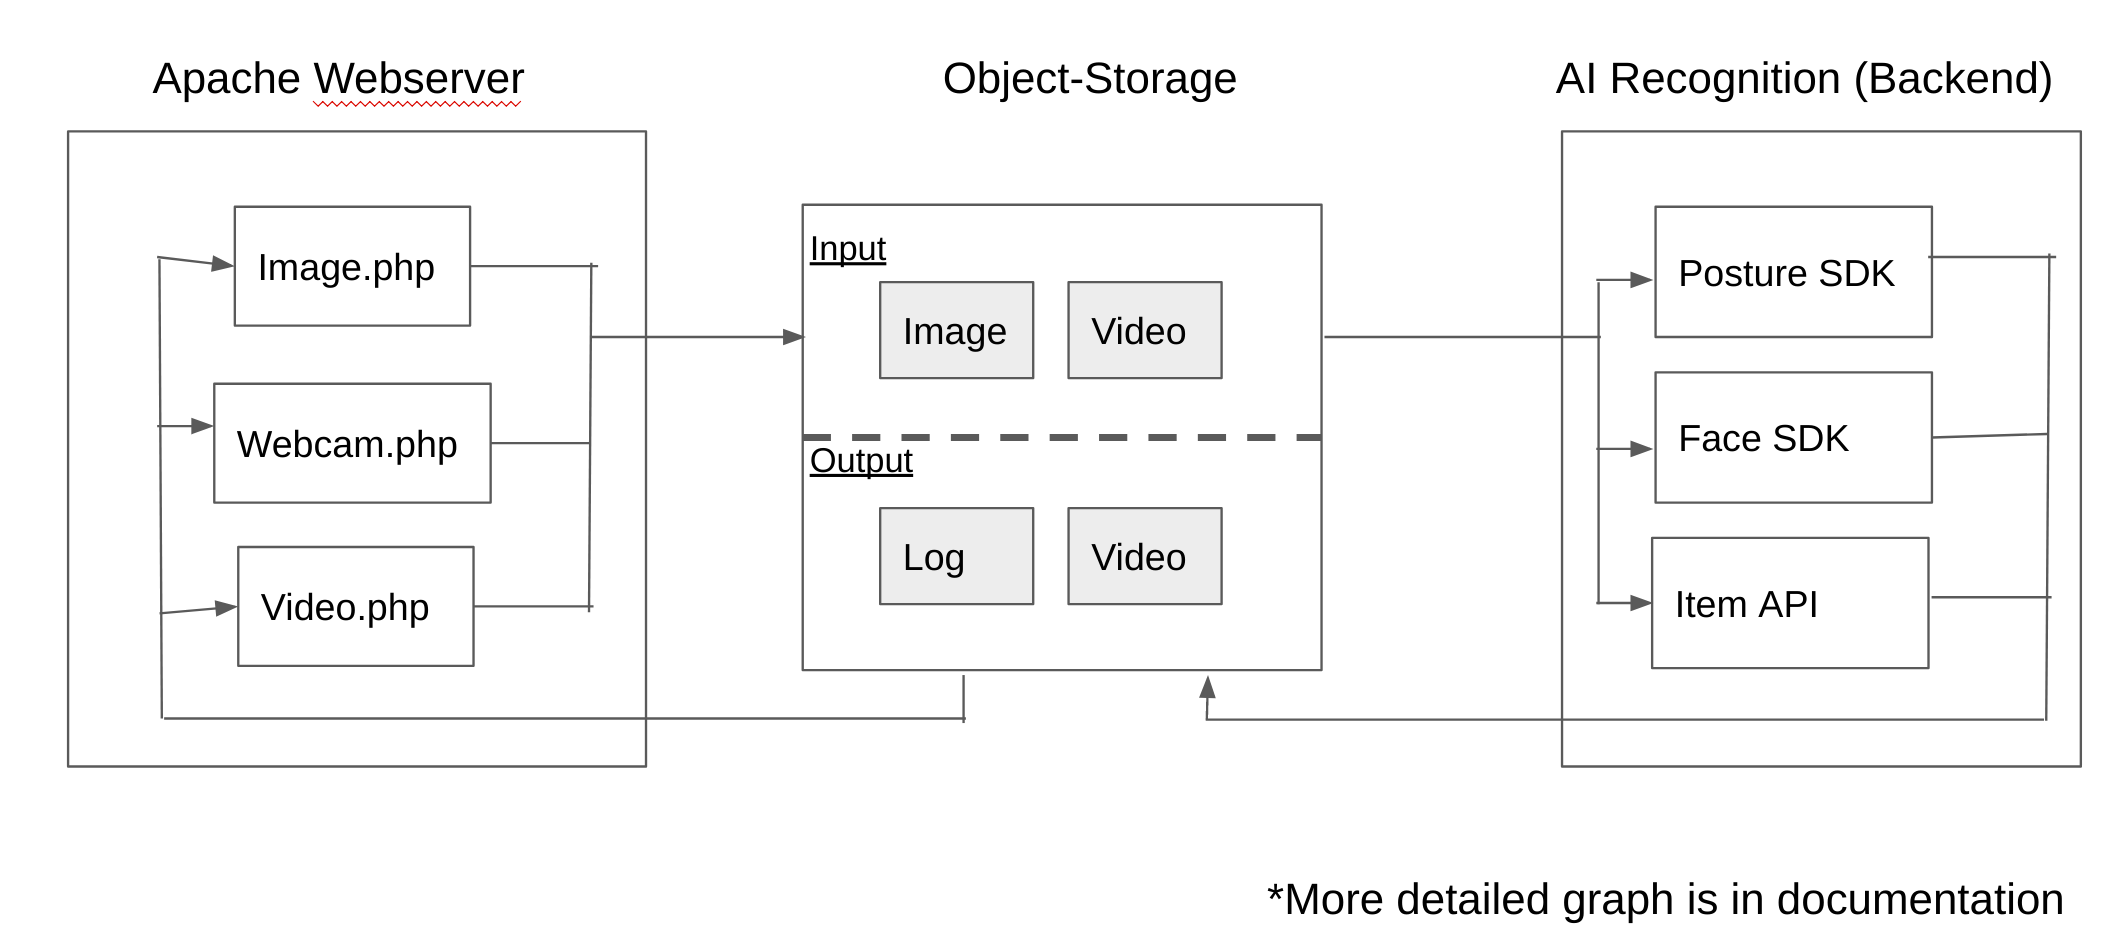 Apache Webserver
Object-Storage
AI Recognition (Backend)
Image.php
Webcam.php
Video.php
Input
Image
Video
Output
Log
Video
Posture SDK
Face SDK
Item API
*More detailed graph is in documentation